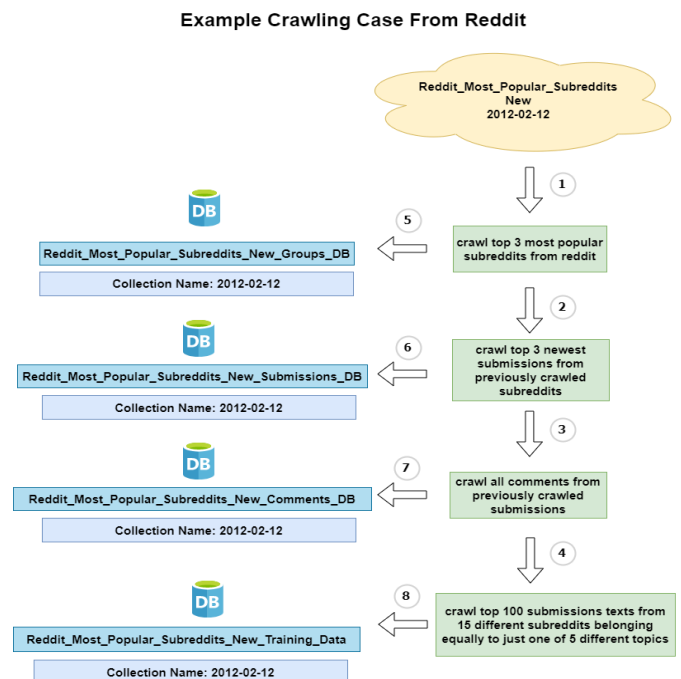 Example Crawling Case From Reddit
Reddit_Most_Popular_Subreddits
New
2012-02-12
1
DB
5
Reddit_Most_Popular_Subreddits_New_Groups_DB
Collection Name: 2012-02-12
crawl top 3 most popular
subreddits from reddit
2
DB
6
Reddit_Most_Popular_Subreddits_New_Submissions_DB
Collection Name: 2012-02-12
crawl top 3 newest
submissions from
previously crawled
subreddits
3
DB
7
Reddit_Most_Popular_Subreddits_New_Comments_DB
Collection Name: 2012-02-12
crawl all comments from
previously crawled
submissions
4
DB
8
Reddit_Most_Popular_Subreddits_New_Training_Data
Collection Name: 2012-02-12
crawl top 100 submissions texts from
15 different subreddits belonging
equally to just one of 5 different topics